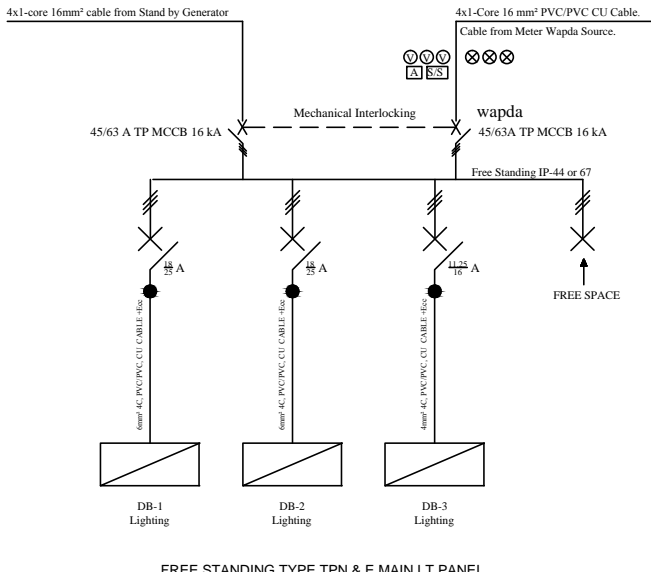 4x1-core 16mm² cable from Stand by Generator
4x1-Core 16 mm² PVC/PVC CU Cable.
Cable from Meter Wapda Source.
V V V
A S/S
Mechanical Interlocking
wapda
45/63 A TP MCCB 16 kA
45/63A TP MCCB 16 kA
Free Standing IP-44 or 67
18/25 A
18/25 A
11.25/16 A
FREE SPACE
6mm² 4C, PVC/PVC, CU CABLE +Ecc
6mm² 4C, PVC/PVC, CU CABLE +Ecc
4mm² 4C, PVC/PVC, CU CABLE +Ecc
DB-1
Lighting
DB-2
Lighting
DB-3
Lighting
FREE STANDING TYPE TPN & E MAIN LT PANEL